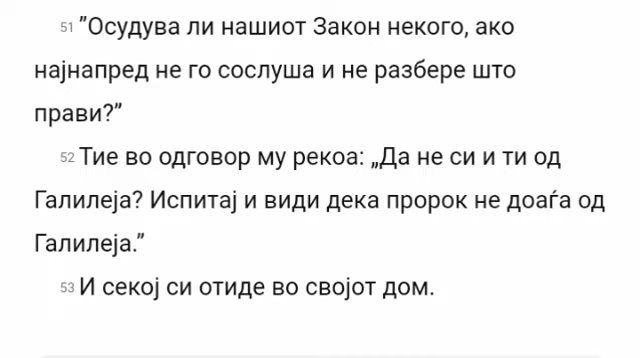 51 ”Осудува ли нашиот Закон некого, ако
најнапред не го сослуша и не разбере што
прави?”
52 Тие во одговор му рекоа: „Да не си и ти од
Галилеја? Испитај и види дека пророк не доаѓа од
Галилеја.”
53 И секој си отиде во својот дом.